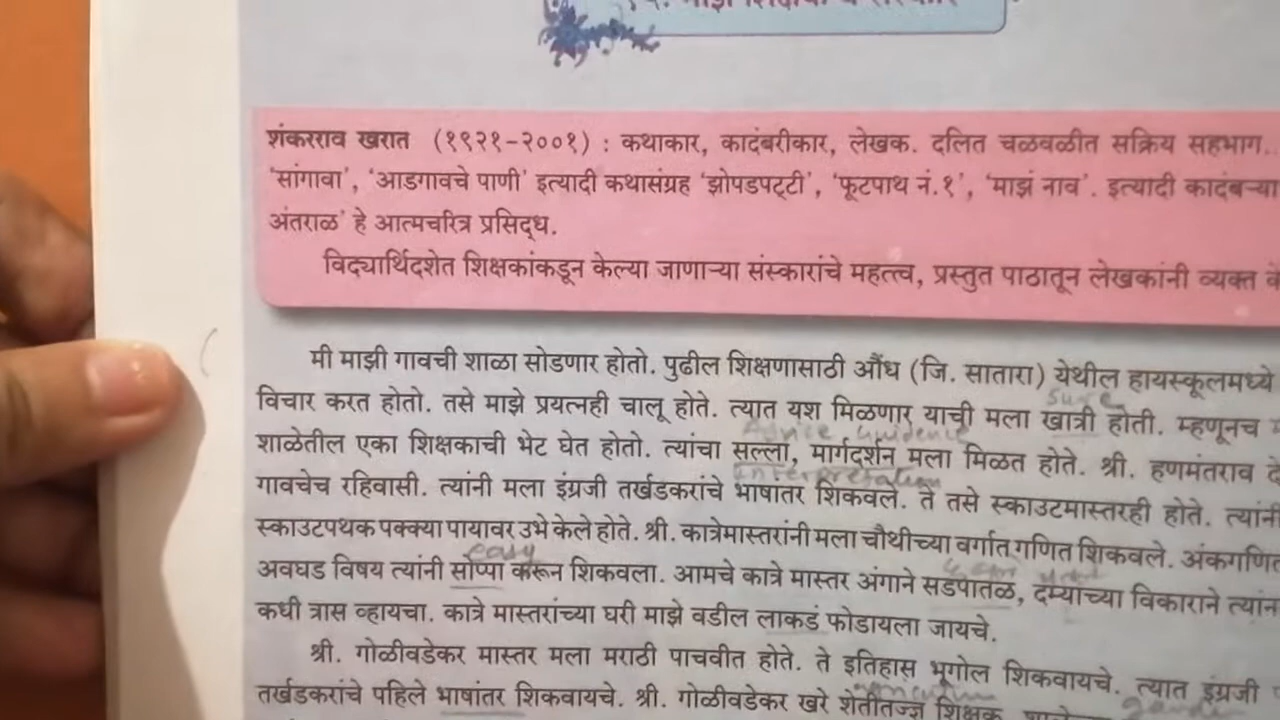 माझे शिक्षक व संस्कार
शंकरराव खरात (१९२१-२००१) : कथाकार, कादंबरीकार, लेखक. दलित चळवळीत सक्रिय सहभाग..
'सांगावा', 'आडगावचे पाणी' इत्यादी कथासंग्रह 'झोपडपट्टी', 'फूटपाथ नं.१', 'माझं नाव'. इत्यादी कादंबऱ्या
अंतराळ' हे आत्मचरित्र प्रसिद्ध.
विद्यार्थिदशेत शिक्षकांकडून केल्या जाणाऱ्या संस्कारांचे महत्त्व, प्रस्तुत पाठातून लेखकांनी व्यक्त
मी माझी गावची शाळा सोडणार होतो. पुढील शिक्षणासाठी औंध (जि. सातारा) येथील हायस्कूलमध्ये
sure
विचार करत होतो. तसे माझे प्रयत्नही चालू होते. त्यात यश मिळणार याची मला खात्री होती. म्हणूनच
Advice Guidence
शाळेतील एका शिक्षकाची भेट घेत होतो. त्यांचा सल्ला, मार्गदर्शन मला मिळत होते. श्री. हणमंतराव
interpretation
गावचेच रहिवासी. त्यांनी मला इंग्रजी तर्खडकरांचे भाषातर शिकवले. ते तसे स्काउटमास्तरही होते. त्यांनी
स्काउटपथक पक्क्या पायावर उभे केले होते. श्री. कात्रेमास्तरांनी मला चौथीच्या वर्गात गणित शिकवले. अंकगणित
easy
अवघड विषय त्यांनी सोप्पा करून शिकवला. आमचे कात्रे मास्तर अंगाने सडपातळ, दम्याच्या विकाराने त्यांन
कधी त्रास व्हायचा. कात्रे मास्तरांच्या घरी माझे वडील लाकडं फोडायला जायचे.
श्री. गोळीवडेकर मास्तर मला मराठी पाचवीत होते. ते इतिहास भूगोल शिकवायचे. त्यात इंग्रजी
तर्खडकरांचे पहिले भाषांतर शिकवायचे. श्री. गोळीवडेकर खरे शेतीतज्ज्ञ शिक्षक.